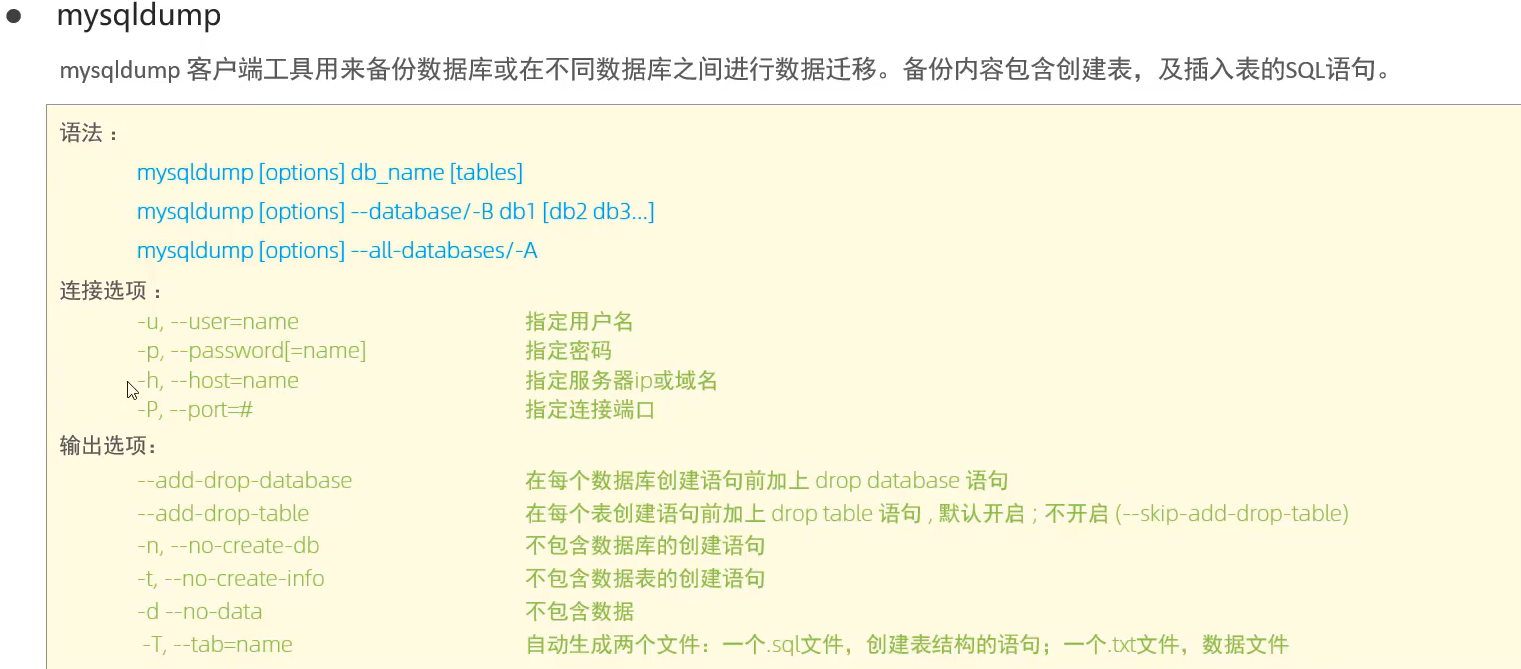 ● mysqldump
mysqldump 客户端工具用来备份数据库或在不同数据库之间进行数据迁移。备份内容包含创建表，及插入表的SQL语句。
语法：
mysqldump [options] db_name [tables]
mysqldump [options] --database/-B db1 [db2 db3...]
mysqldump [options] --all-databases/-A
连接选项：
-u, --user=name 指定用户名
-p, --password[=name] 指定密码
-h, --host=name 指定服务器ip或域名
-P, --port=# 指定连接端口
输出选项：
--add-drop-database 在每个数据库创建语句前加上 drop database 语句
--add-drop-table 在每个表创建语句前加上 drop table 语句 , 默认开启 ; 不开启 (--skip-add-drop-table)
-n, --no-create-db 不包含数据库的创建语句
-t, --no-create-info 不包含数据表的创建语句
-d --no-data 不包含数据
-T, --tab=name 自动生成两个文件：一个.sql文件，创建表结构的语句；一个.txt文件，数据文件